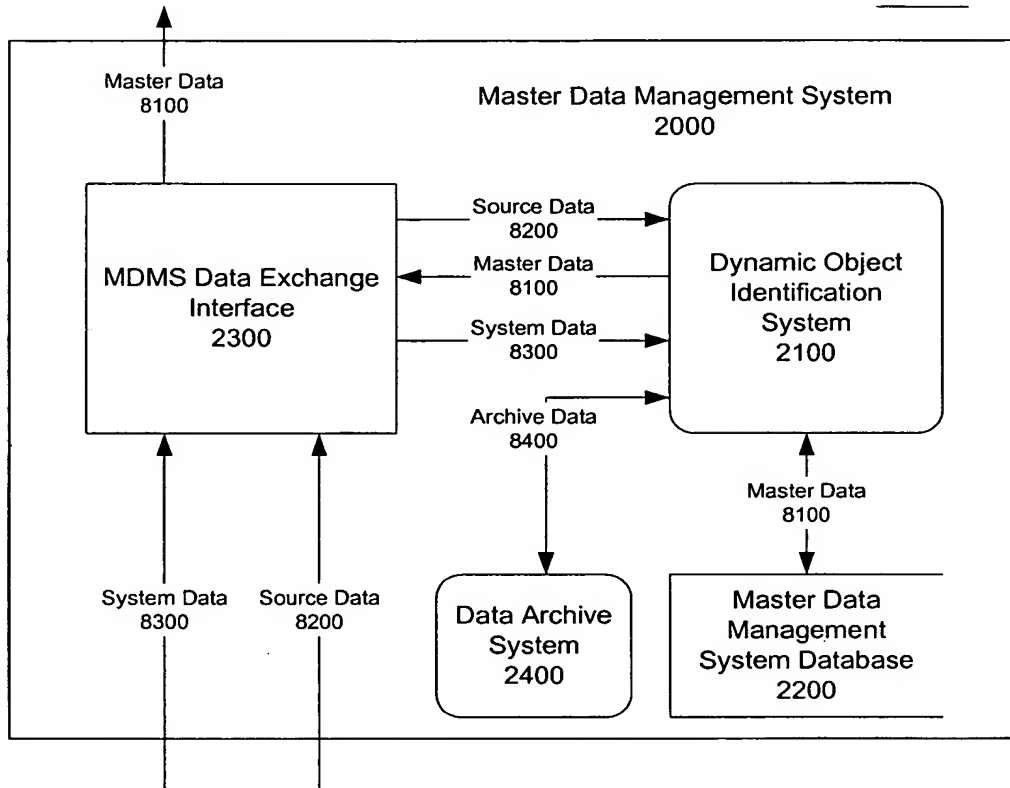 Master Data
8100
Master Data Management System
2000
MDMS Data Exchange
Interface
2300
Source Data
8200
Master Data
8100
System Data
8300
Archive Data
8400
Dynamic Object
Identification
System
2100
Master Data
8100
System Data
8300
Source Data
8200
Data Archive
System
2400
Master Data
Management
System Database
2200